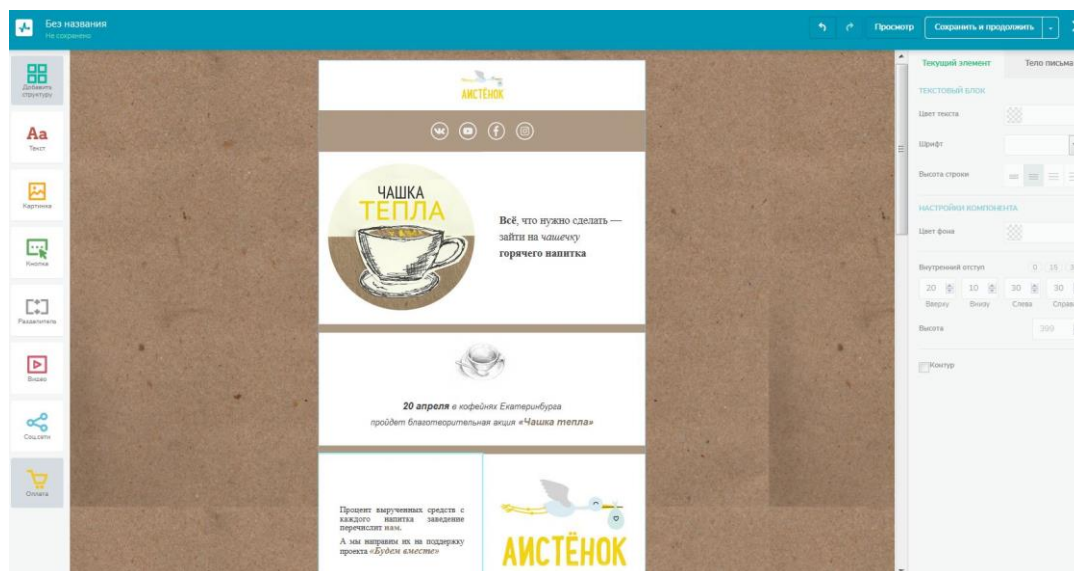 Без названия
Не сохранено
Просмотр
Сохранить и продолжить
Добавить
структуру
Aa
Текст
Картинка
Кнопка
Разделитель
Видео
Соц.сети
Оплата
АИСТЁНОК
ЧАШКА
ТЕПЛА
Всё, что нужно сделать —
зайти на чашечку
горячего напитка
20 апреля в кофейнях Екатеринбурга
пройдет благотворительная акция «Чашка тепла»
Процент вырученных средств с
каждого напитка заведение
перечислит нам.
А мы направим их на поддержку
проекта «Будем вместе»
АИСТЁНОК
Текущий элемент
Тело письма
ТЕКСТОВЫЙ БЛОК
Цвет текста
Шрифт
Высота строки
НАСТРОЙКИ КОМПОНЕНТА
Цвет фона
Внутренний отступ
0 15
20 10 30 30
Вверху Внизу Слева Справа
Высота
399
Контур